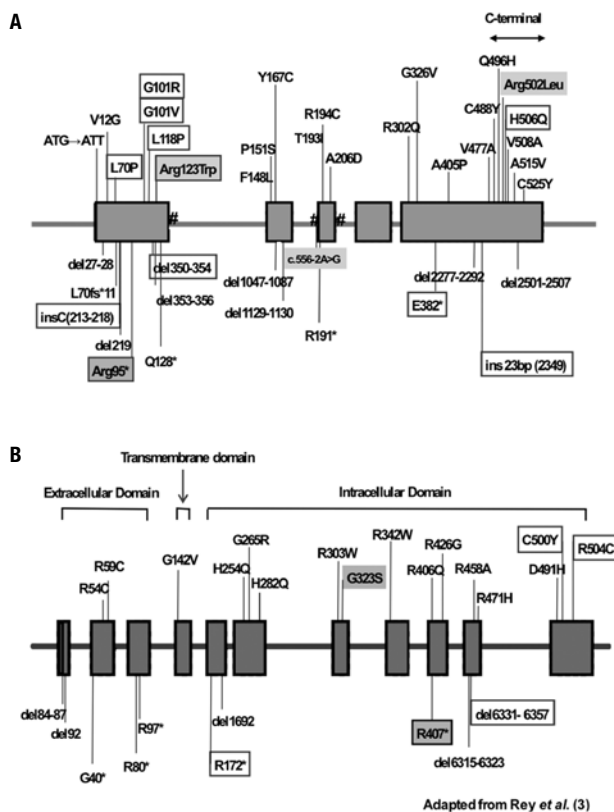 A
C-terminal
Q496H
G101R
Y167C
G326V
Arg502Leu
G101V
V12G
R194C
C488Y
H506Q
ATG→ATT
L118P
P151S
T193I
R302Q
V508A
L70P
Arg123Trp
A206D
V477A
F148L
A405P
A515V
C525Y
#
#
#
del27-28
del350-354
c.556-2A>G
del2277-2292
del2501-2507
L70fs*11
del353-356
del1047-1087
insC(213-218)
del1129-1130
E382*
del219
R191*
Arg95*
Q128*
ins 23bp (2349)
B
Transmembrane domain
Extracellular Domain
Intracellular Domain
G265R
R342W
C500Y
R59C
G142V
R303W
R426G
R504C
R54C
H254Q
G323S
R406Q
R458A
D491H
H282Q
R471H
del84-87
del92
R97*
del1692
R407*
del6331- 6357
G40*
R80*
R172*
del6315-6323
Adapted from Rey et al. (3)